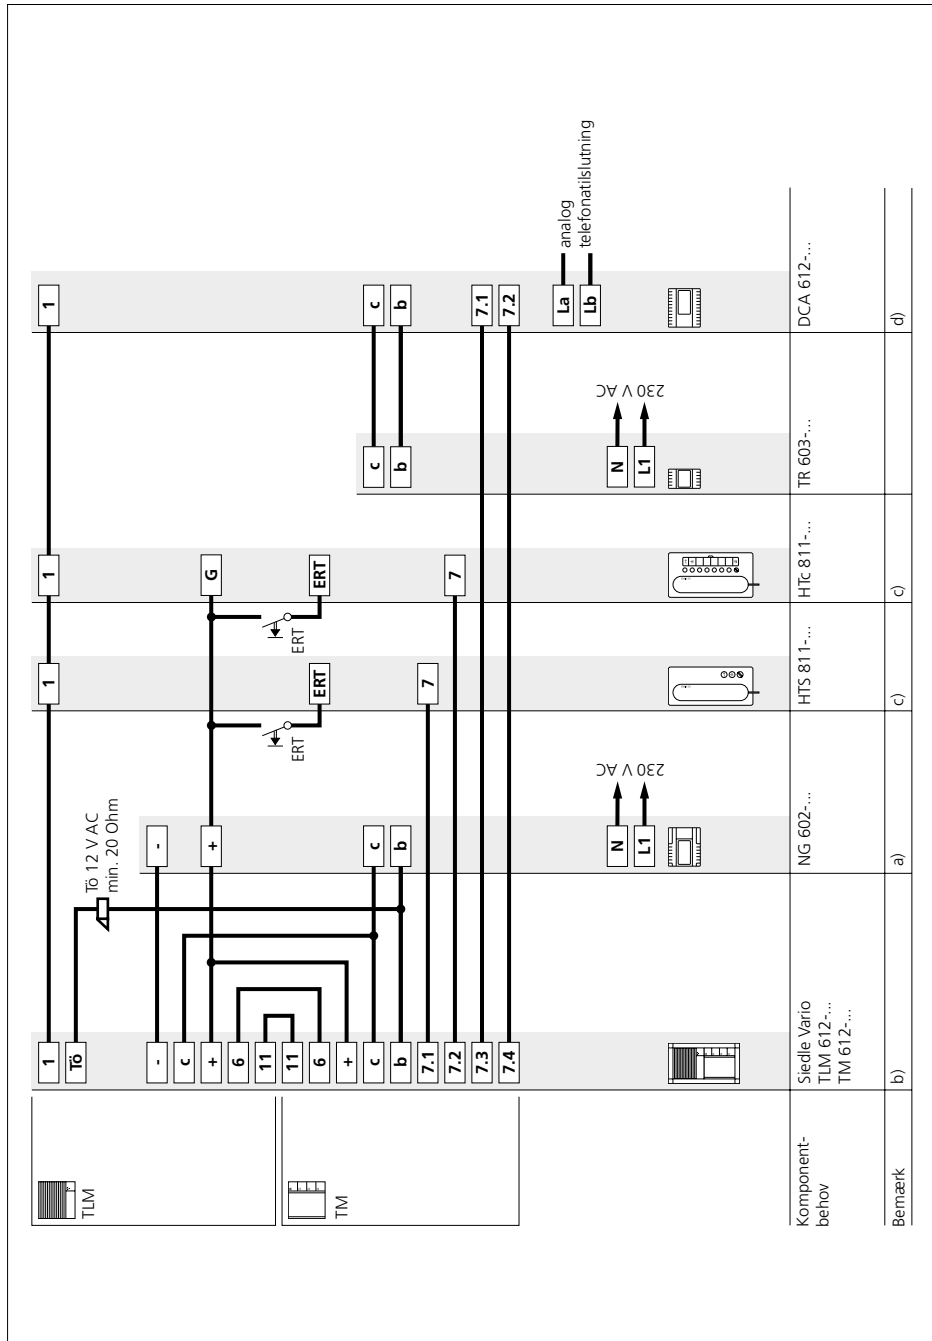 1 1 1 1
Tö
TLM
Tö 12 V AC
min. 20 Ohm
- -
c
+ + G
6
11
11
ERT ERT
6 ERT ERT
TM
+
c c c c
b b b b
7.1 7
7.2 7
7.3 7.1
7.4 7.2
La analog
Lb telefonatilslutning
N N
L1 L1
230 V AC 230 V AC
Komponent-
behov
Siedle Vario
TLM 612-...
TM 612-...
NG 602-...
HTS 811-...
HTc 811-...
TR 603-...
DCA 612-...
Bemærk b) a) c) c) d)